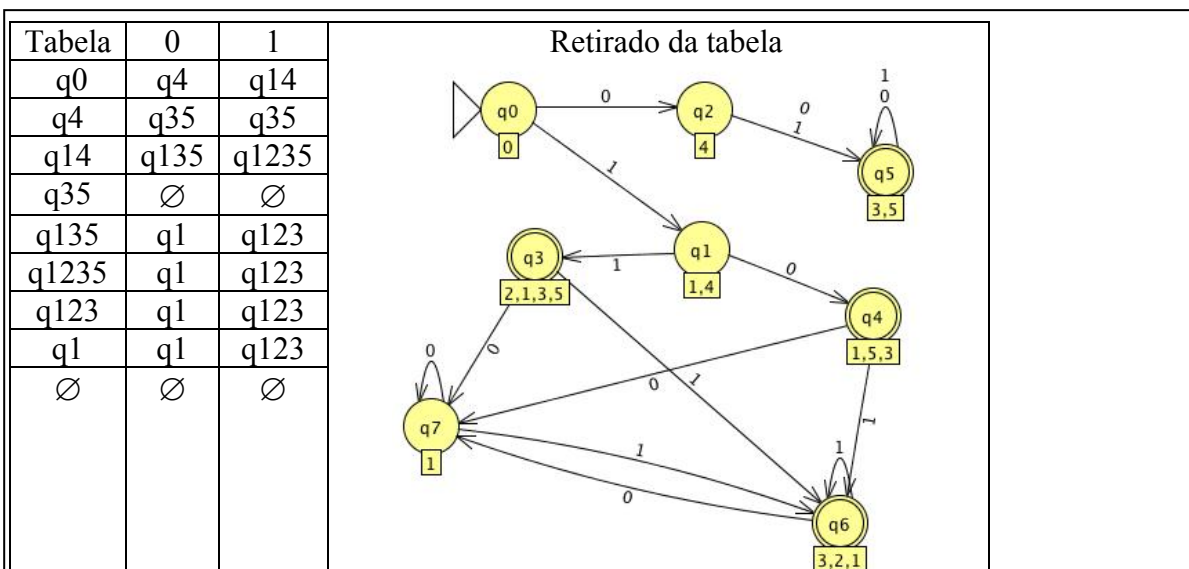 Tabela 0 1 Retirado da tabela
q0 q4 q14
q4 q35 q35
q14 q135 q1235
q35 ∅ ∅
q135 q1 q123
q1235 q1 q123
q123 q1 q123
q1 q1 q123
∅ ∅ ∅
1
0
q0 0 q2 0
1
0 4
q5
3,5
1
q3 1 q1 0
2,1,3,5 1,4
q4
1,5,3
0 0 0 1 1
q7 1 1
1 0
q6
3,2,1